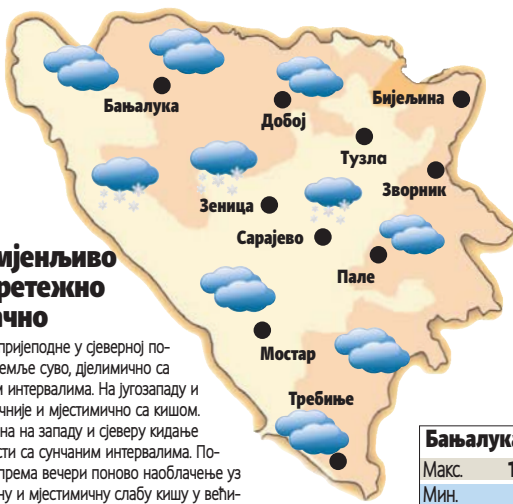 Бањалука
Добој
Бијељина
Тузла
Зворник
Зеница
Сарајево
Пале
Мостар
Требиње
мјенљиво
ретежно
ачно
пријеподне у сјеверној по-
емље суво, дјелимично са
м интервалима. На југозападу и
чније и мјестимично са кишом.
на на западу и сјеверу кидање
сти са сунчаним интервалима. По-
према вечери поново наоблачење уз
ну и мјестимичну слабу кишу у већи-
Бањалука
Макс. 1
Мин.